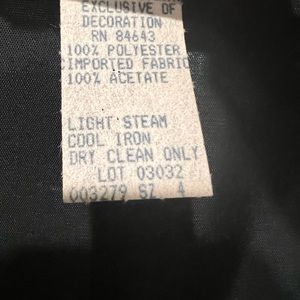 EXCLUSIVE OF
DECORATION
RN 84643
100% POLYESTER
IMPORTED FABRIC
100% ACETATE
LIGHT STEAM
COOL IRON
DRY CLEAN ONLY
LOT 03032
003279 SZ 4